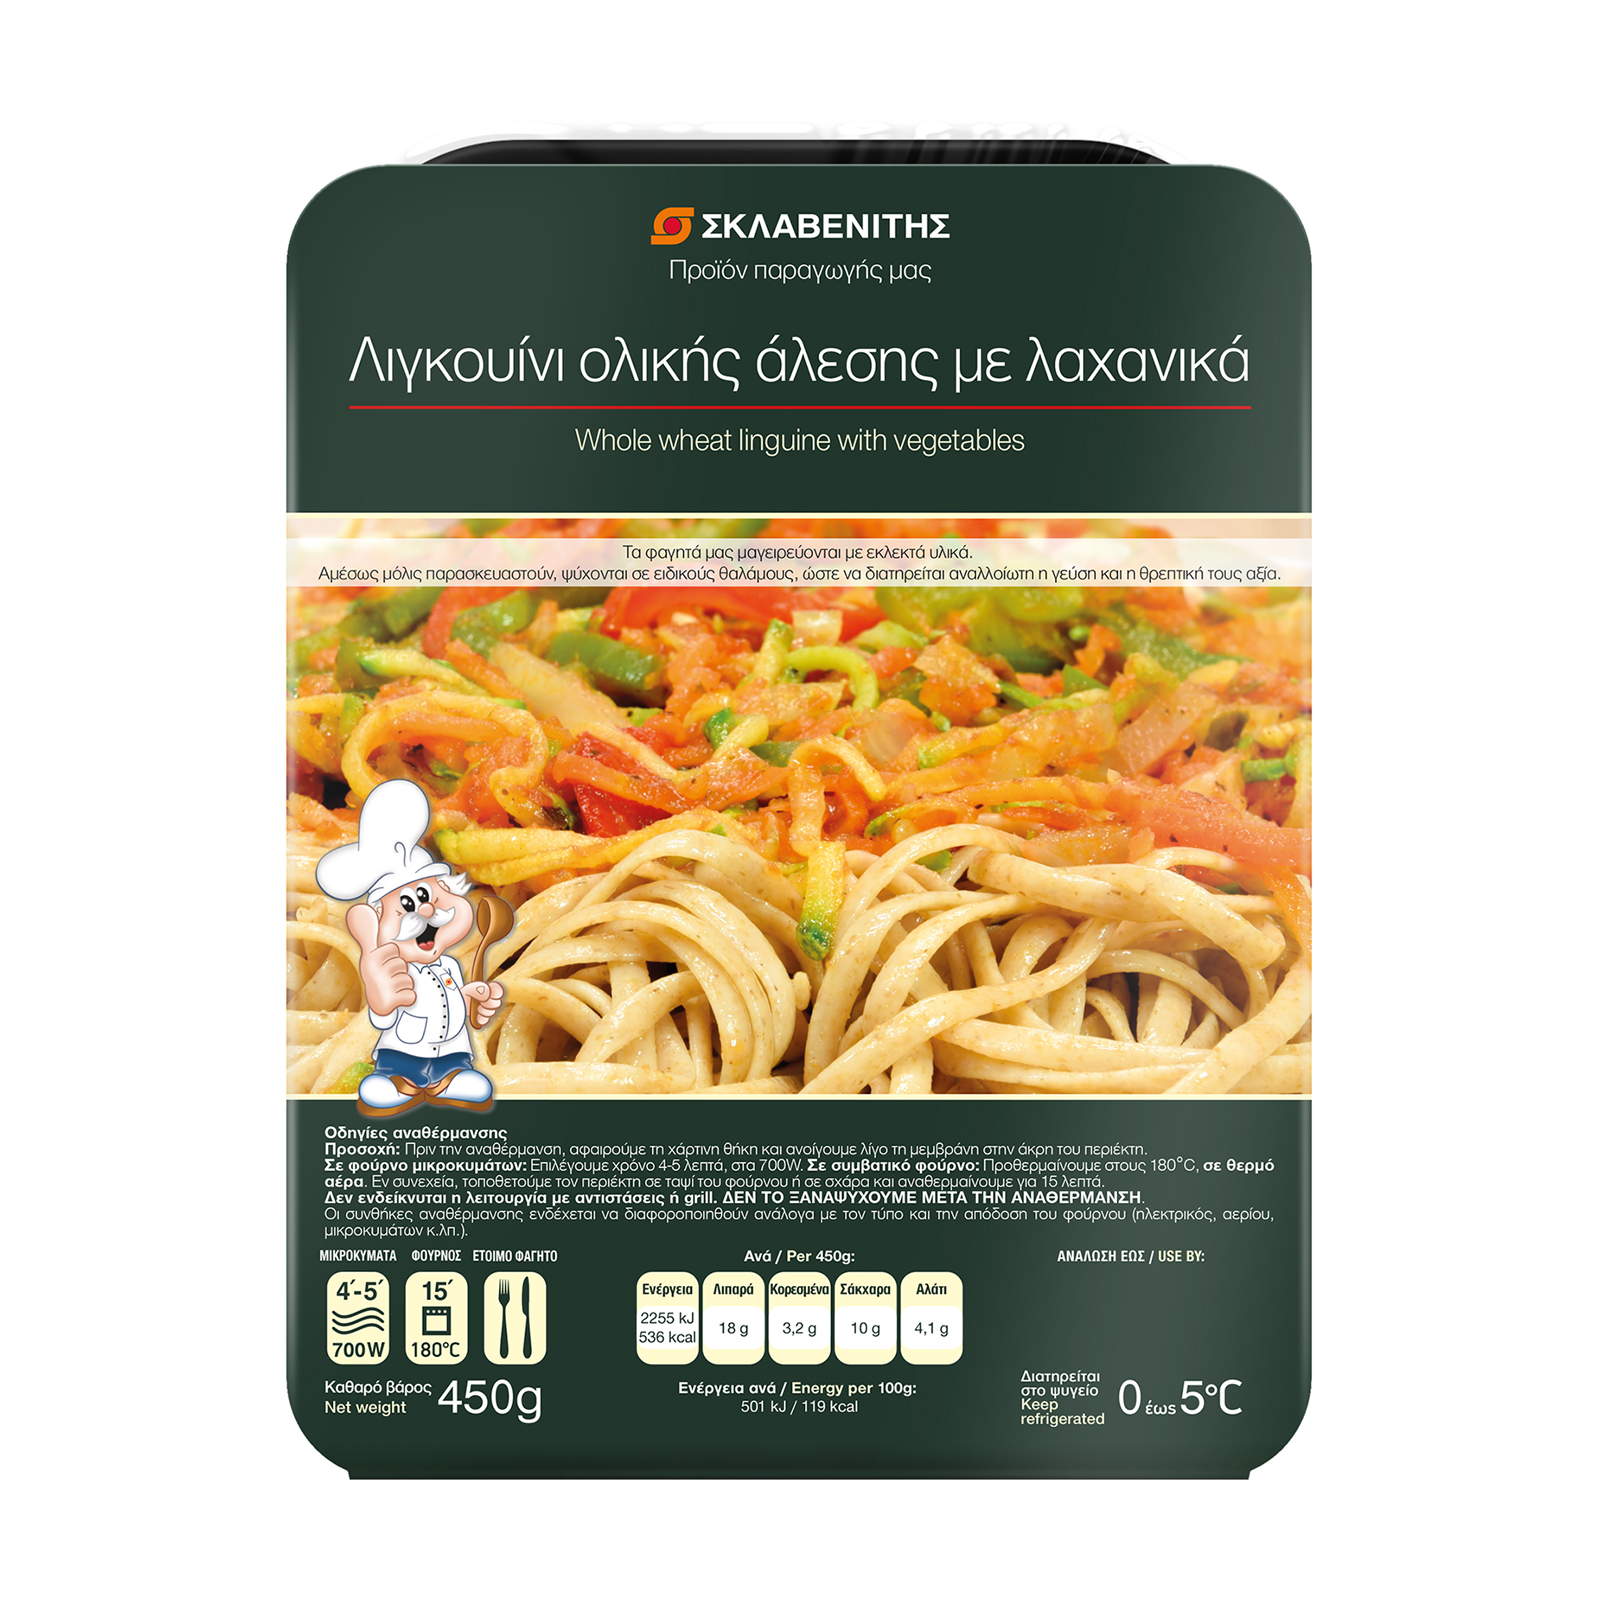 ΣΚΛΑΒΕΝΙΤΗΣ
Προϊόν παραγωγής μας
Λιγκουίνι ολικής άλεσης με λαχανικά
Whole wheat linguine with vegetables
Τα φαγητά μας μαγειρεύονται με εκλεκτά υλικά.
Αμέσως μόλις παρασκευαστούν, ψύχονται σε ειδικούς θαλάμους, ώστε να διατηρείται αναλλοίωτη η γεύση και η θρεπτική τους αξία.
Οδηγίες αναθέρμανσης
Προσοχή: Πριν την αναθέρμανση, αφαιρούμε τη χάρτινη θήκη και ανοίγουμε λίγο τη μεμβράνη στην άκρη του περιέκτη.
Σε φούρνο μικροκυμάτων: Επιλέγουμε χρόνο 4-5 λεπτά, στα 700W. Σε συμβατικό φούρνο: Προθερμαίνουμε στους 180°C, σε θερμό
αέρα. Εν συνεχεία, τοποθετούμε τον περιέκτη σε ταψί του φούρνου ή σε σχάρα και αναθερμαίνουμε για 15 λεπτά.
Δεν ενδείκνυται η λειτουργία με αντιστάσεις ή grill. ΔΕΝ ΤΟ ΞΑΝΑΨΥΧΟΥΜΕ ΜΕΤΑ ΤΗΝ ΑΝΑΘΕΡΜΑΝΣΗ.
Οι συνθήκες αναθέρμανσης ενδέχεται να διαφοροποιηθούν ανάλογα με τον τύπο και την απόδοση του φούρνου (ηλεκτρικός, αερίου,
μικροκυμάτων κ.λπ.).
ΜΙΚΡΟΚΥΜΑΤΑ ΦΟΥΡΝΟΣ ΕΤΟΙΜΟ ΦΑΓΗΤΟ
4´-5´ 15´
700W 180°C
Καθαρό βάρος
Net weight
450g
Ανά / Per 450g:
Ενέργεια Λιπαρά Κορεσμένα Σάκχαρα Αλάτι
2255 kJ
536 kcal
18 g 3,2 g 10 g 4,1 g
Ενέργεια ανά / Energy per 100g:
501 kJ / 119 kcal
ΑΝΑΛΩΣΗ ΕΩΣ / USE BY:
Διατηρείται
στο ψυγείο
Keep
refrigerated
0 έως 5°C